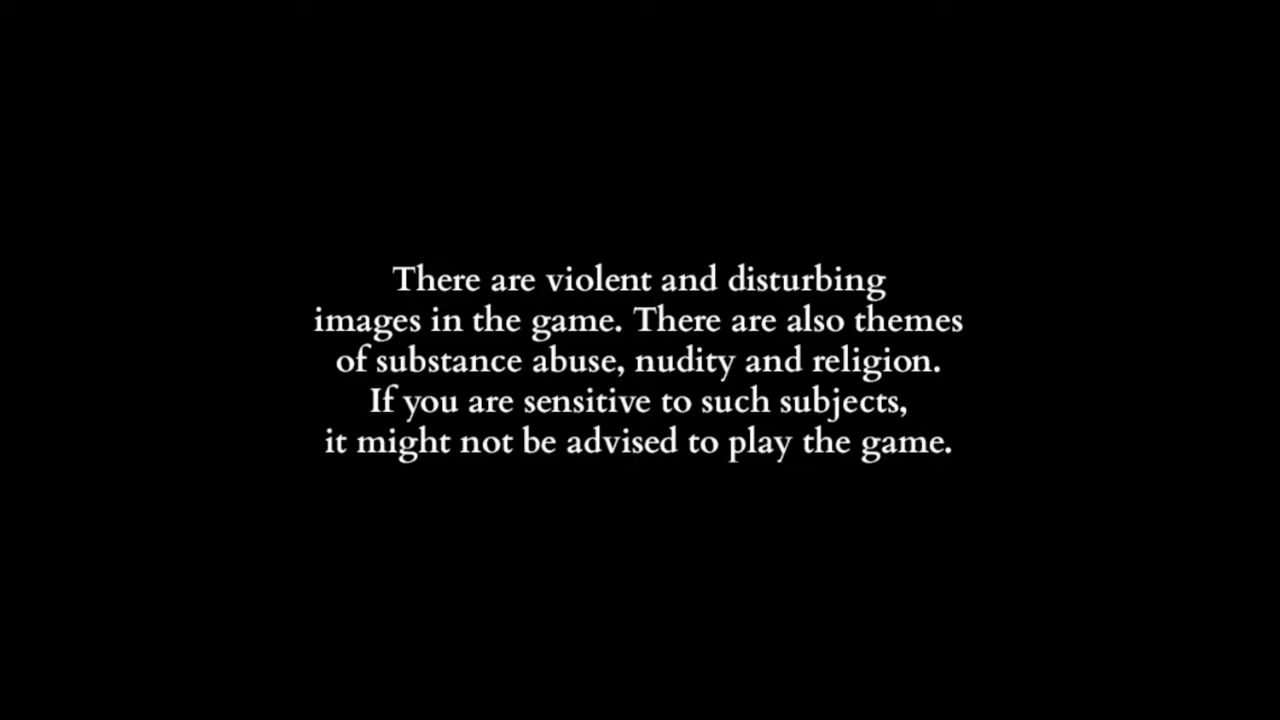 There are violent and disturbing
images in the game. There are also themes
of substance abuse, nudity and religion.
If you are sensitive to such subjects,
it might not be advised to play the game.